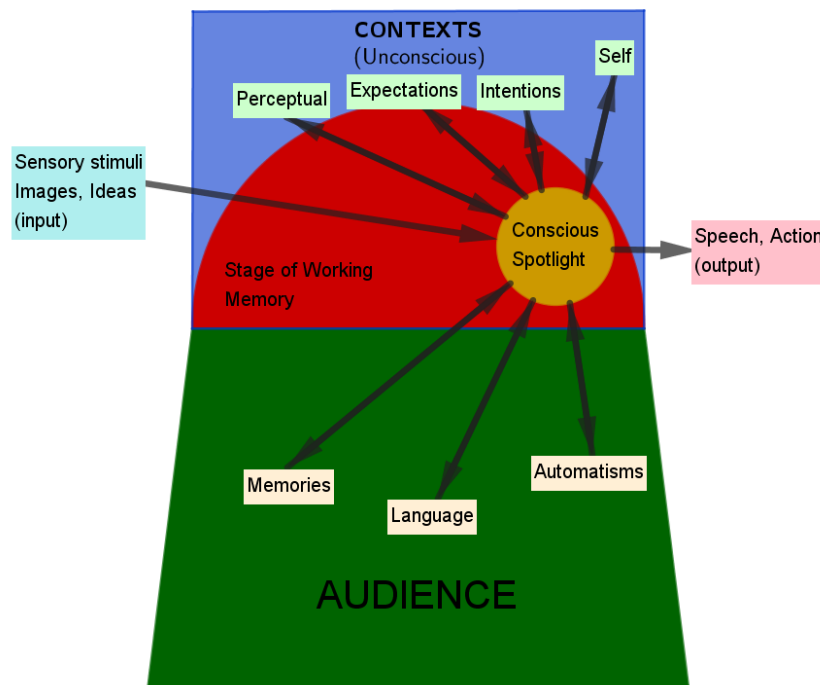 CONTEXTS
(Unconscious)
Self
Expectations
Intentions
Perceptual
Sensory stimuli
Images, Ideas
(input)
Conscious
Spotlight
Speech, Action
(output)
Stage of Working
Memory
Memories
Language
Automatisms
AUDIENCE